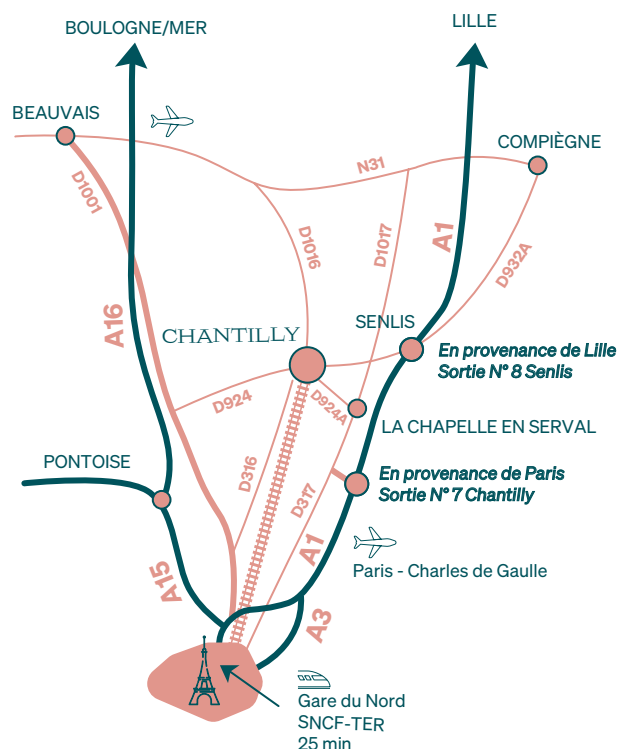 BOULOGNE/MER
LILLE
BEAUVAIS
COMPIÈGNE
N31
D1001
D1016
D1017
A1
D932A
A16
SENLIS
CHANTILLY
En provenance de Lille
Sortie N° 8 Senlis
D924
D924A
LA CHAPELLE EN SERVAL
PONTOISE
D316
En provenance de Paris
Sortie N° 7 Chantilly
D317
A1
A15
Paris - Charles de Gaulle
A3
Gare du Nord
SNCF-TER
25 min